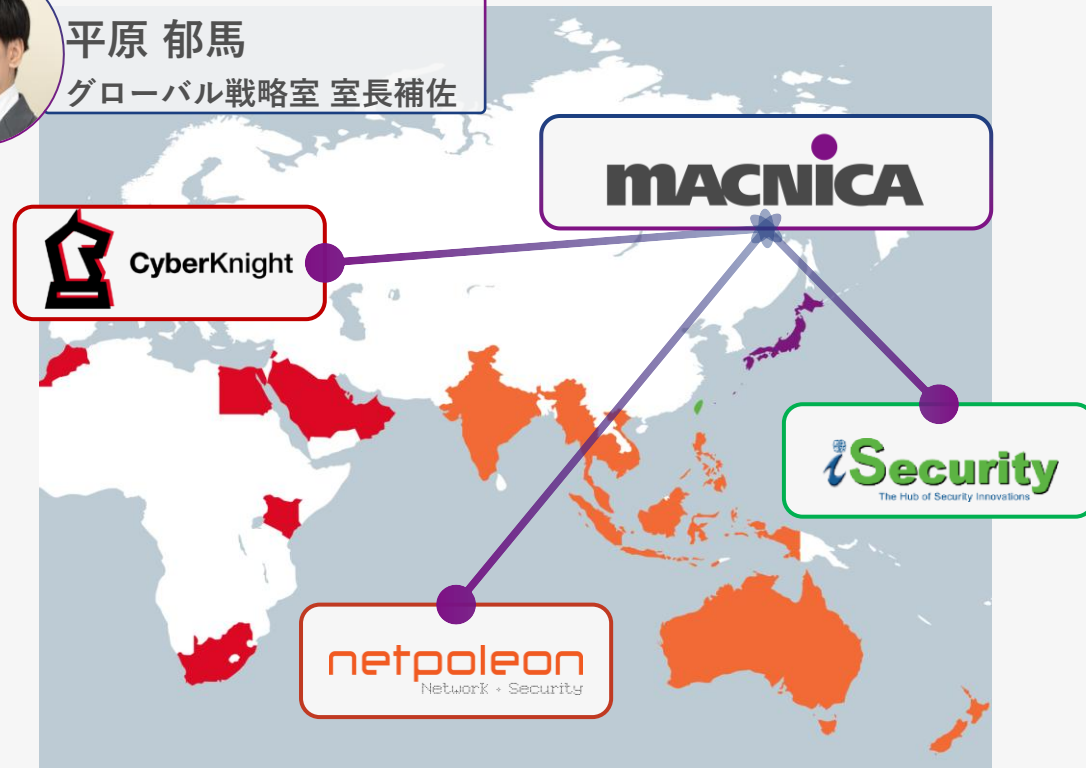 平原 郁馬
グローバル戦略室 室長補佐
MACNICA
CyberKnight
iSecurity
The Hub of Security Innovations
netpoleon
Network + Security